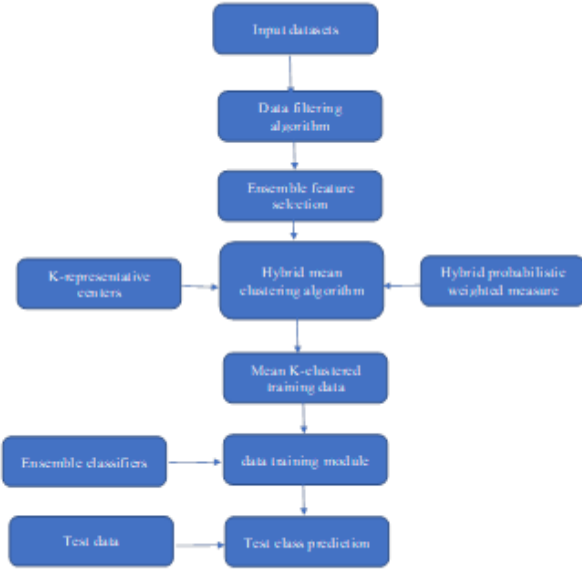 Input datasets
Data filtering
algorithm
Ensemble feature
selection
K-representative
centers
Hybrid mean
clustering algorithm
Hybrid probabilistic
weighted measure
Mean K-clustered
training data
Ensemble classifiers
data training module
Test data
Test class prediction